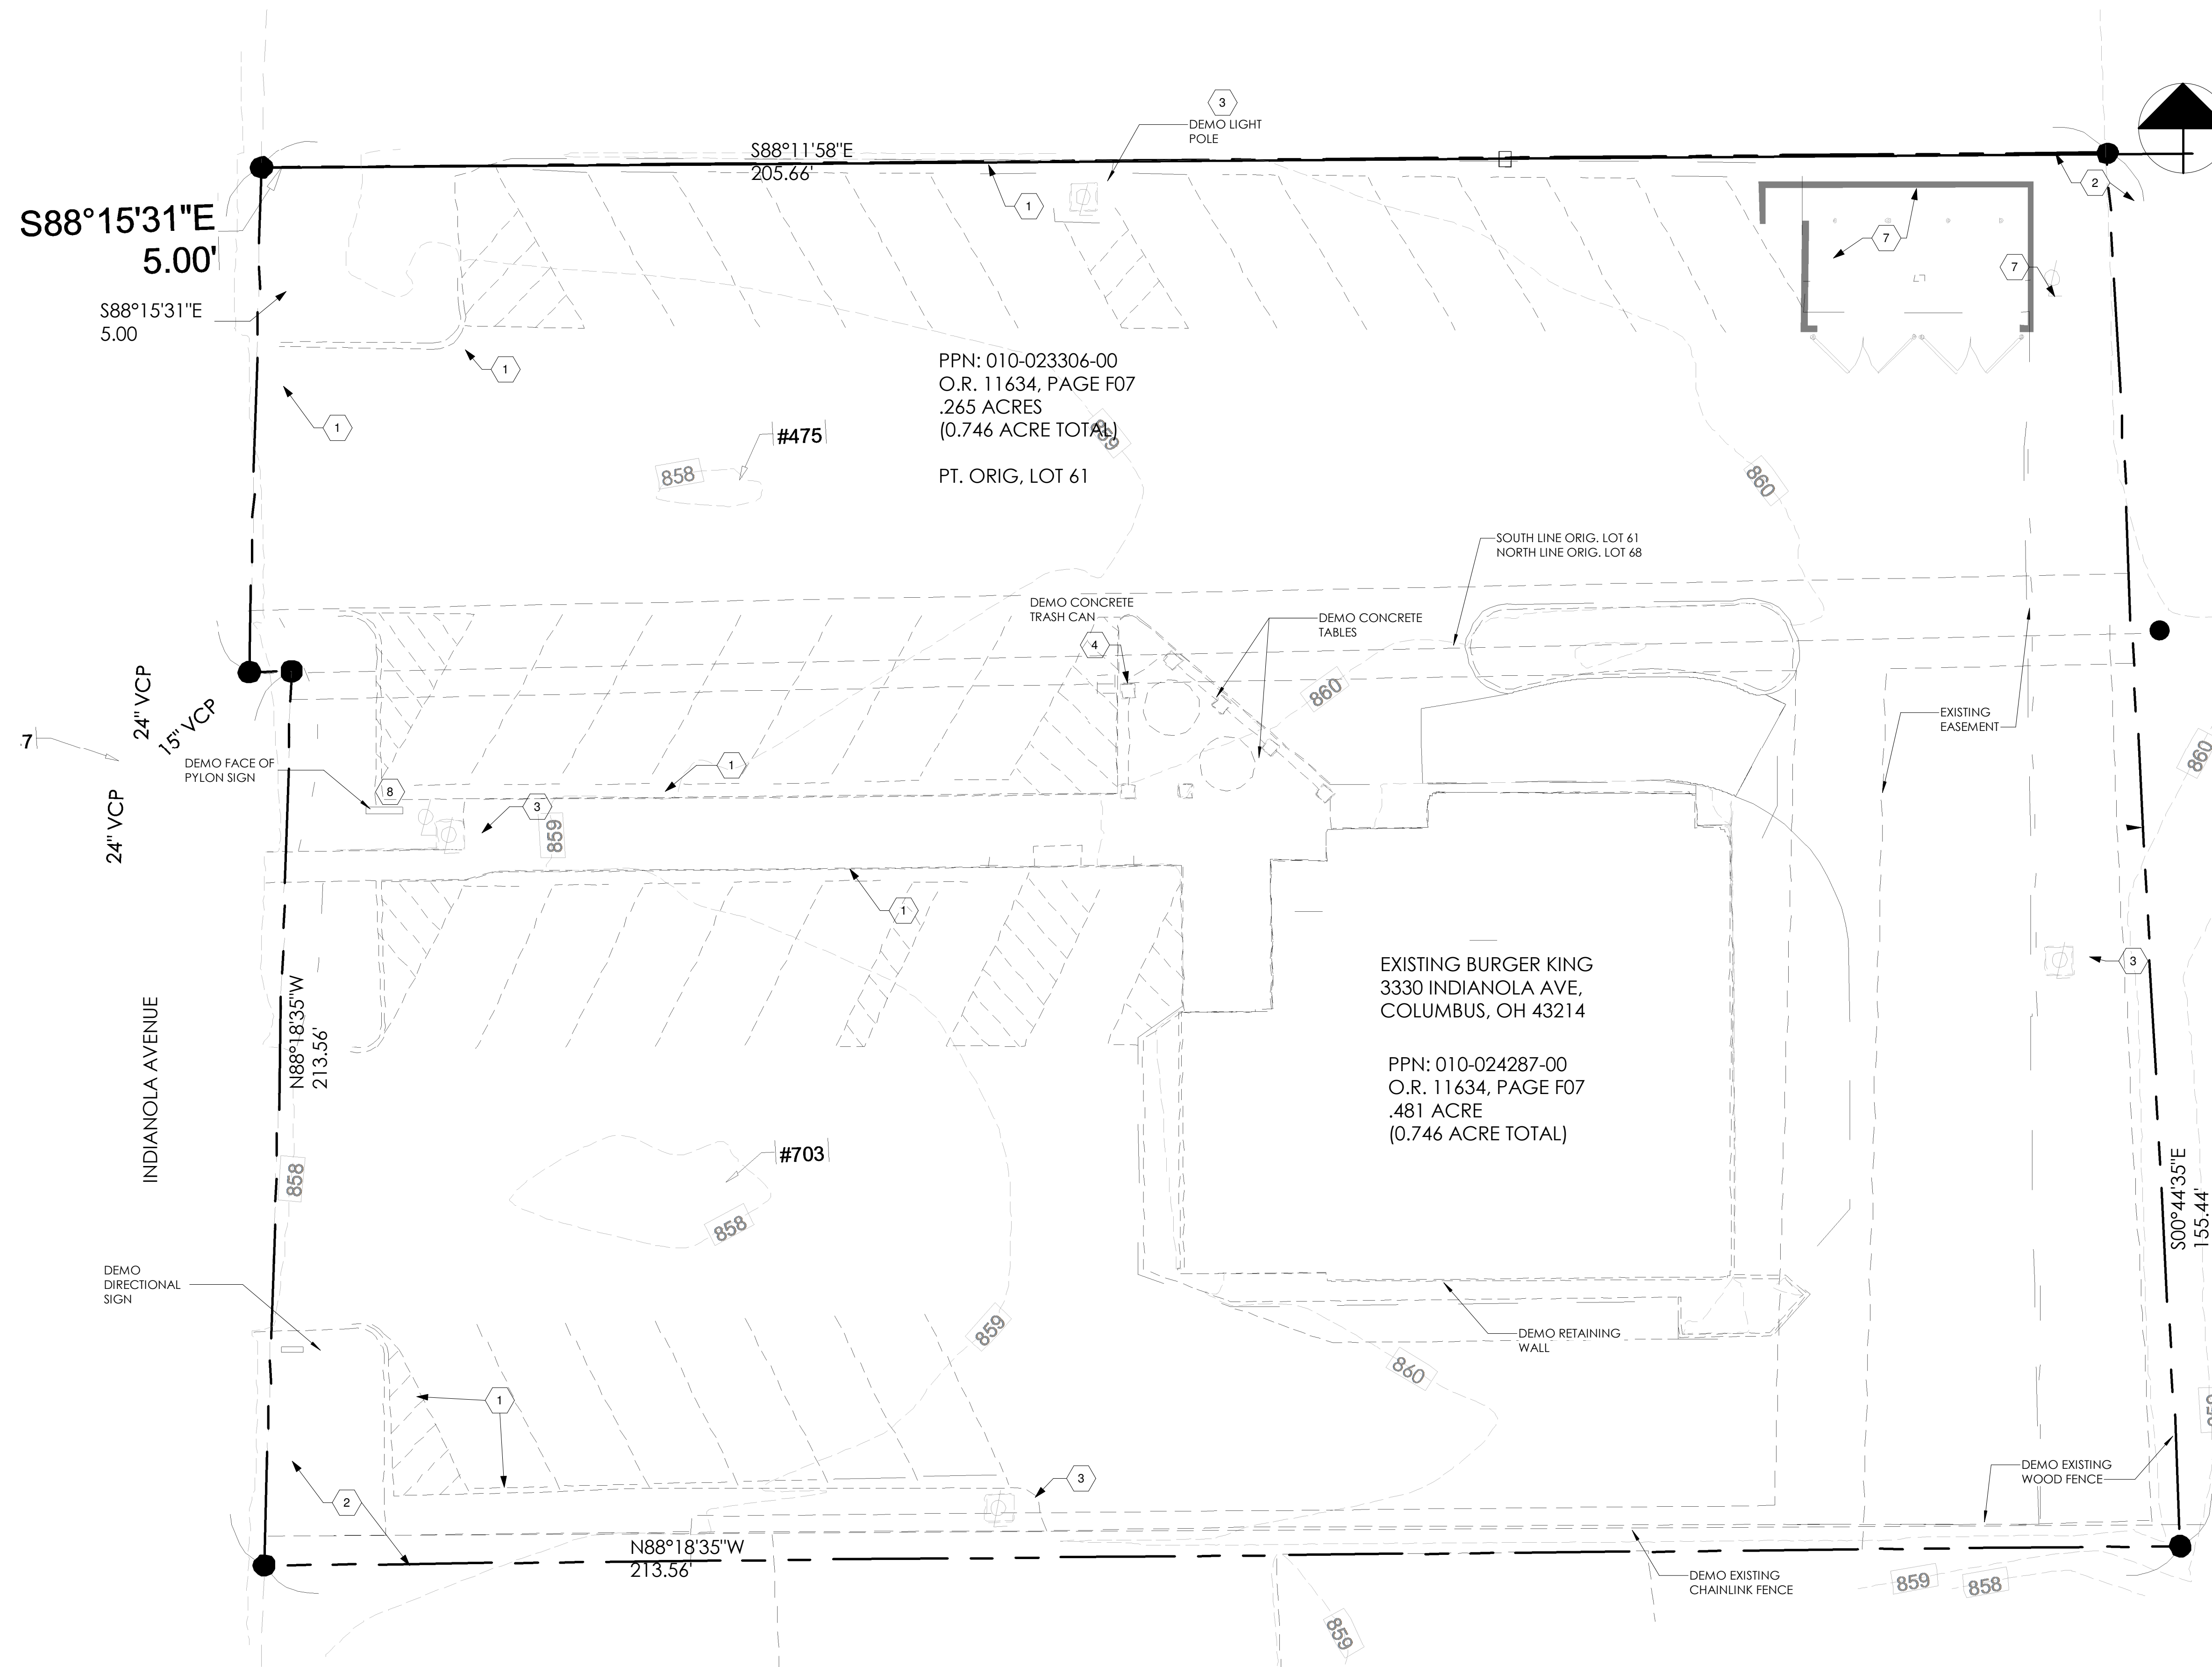 3
DEMO LIGHT
POLE
S88°11'58"E
205.66'
1
2
S88°15'31"E
5.00'
7
7
S88°15'31"E
5.00
1
1
PPN: 010-023306-00
O.R. 11634, PAGE F07
.265 ACRES
(0.746 ACRE TOTAL)
PT. ORIG, LOT 61
859
#475
858
860
SOUTH LINE ORIG. LOT 61
NORTH LINE ORIG. LOT 68
DEMO CONCRETE
TRASH CAN
4
DEMO CONCRETE
TABLES
860
EXISTING
EASEMENT
860
24" VCP
15" VCP
7
24" VCP
DEMO FACE OF
PYLON SIGN
8
1
3
859
1
3
EXISTING BURGER KING
3330 INDIANOLA AVE,
COLUMBUS, OH 43214
PPN: 010-024287-00
O.R. 11634, PAGE F07
.481 ACRE
(0.746 ACRE TOTAL)
INDIANOLA AVENUE
N88°18'35"W
213.56'
858
#703
858
S00°44'35"E
155.44'
DEMO
DIRECTIONAL
SIGN
859
DEMO RETAINING
WALL
860
1
2
3
DEMO EXISTING
WOOD FENCE
N88°18'35"W
213.56'
DEMO EXISTING
CHAINLINK FENCE
859
858
859